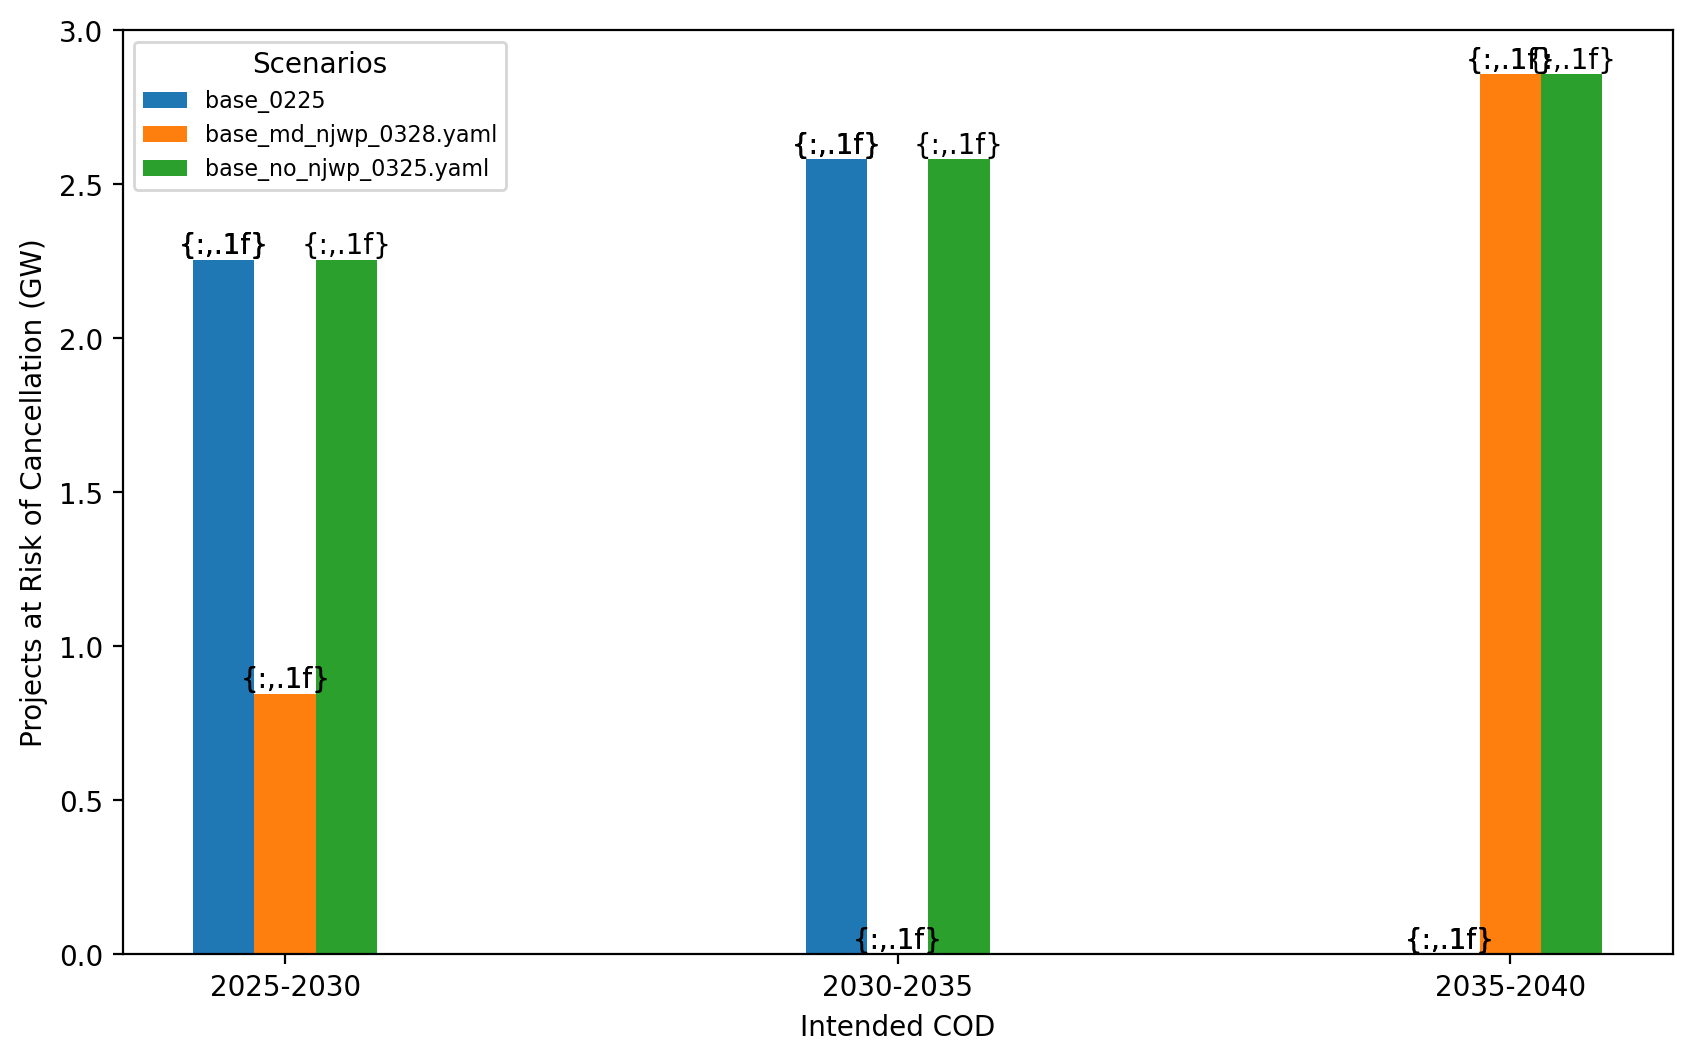 3.0
2.5
2.0
1.5
1.0
0.5
0.0
Projects at Risk of Cancellation (GW)
Scenarios
base_0225
base_md_njwp_0328.yaml
base_no_njwp_0325.yaml
{:,.1f}
{:,.1f}
{:,.1f}
{:,.1f}
{:,.1f}
{:,.1f}
{:,.1f}
{:,.1f}
{:,.1f}
2025-2030
2030-2035
2035-2040
Intended COD